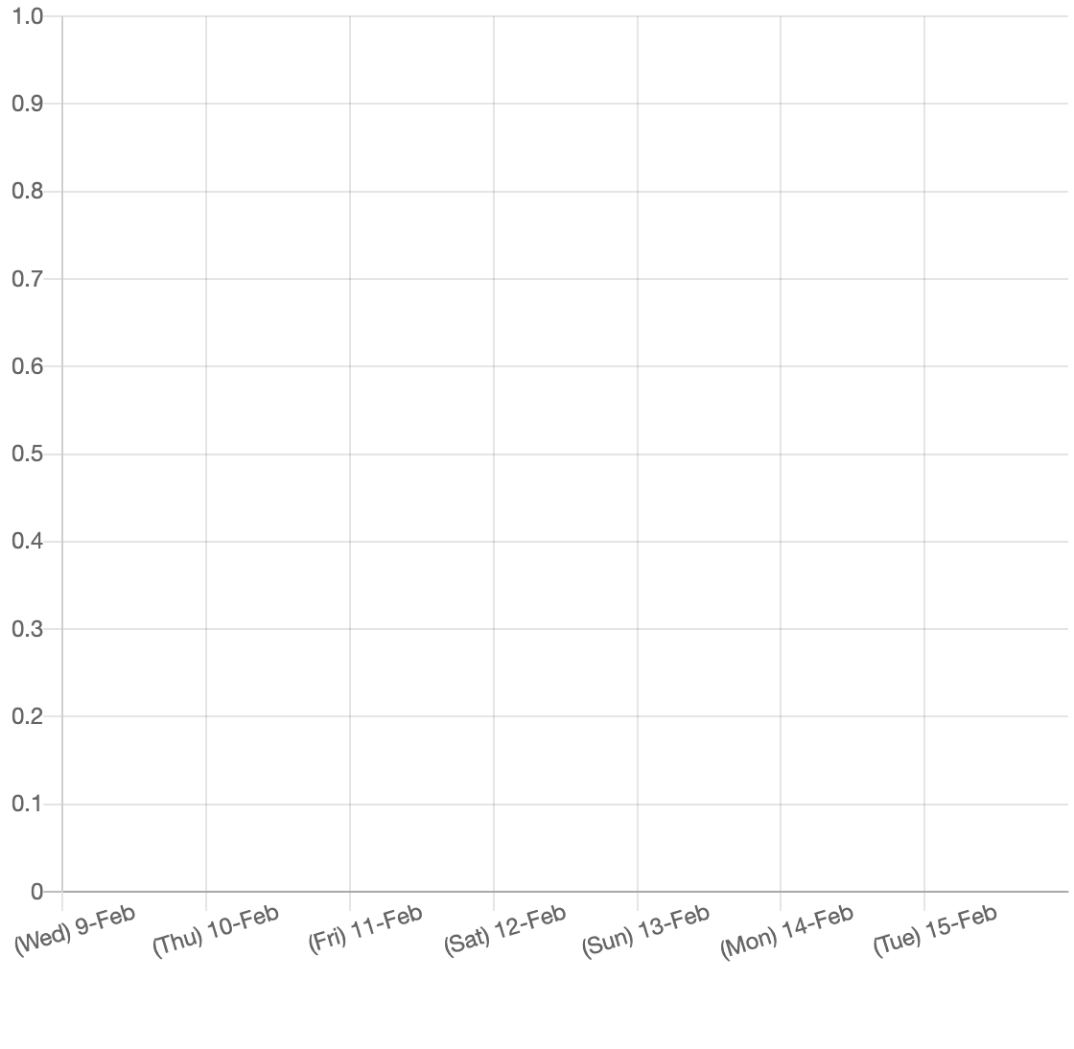 1.0
0.9
0.8
0.7
0.6
0.5
0.4
0.3
0.2
0.1
0
(Wed) 9-Feb
(Thu) 10-Feb
(Fri) 11-Feb
(Sat) 12-Feb
(Sun) 13-Feb
(Mon) 14-Feb
(Tue) 15-Feb